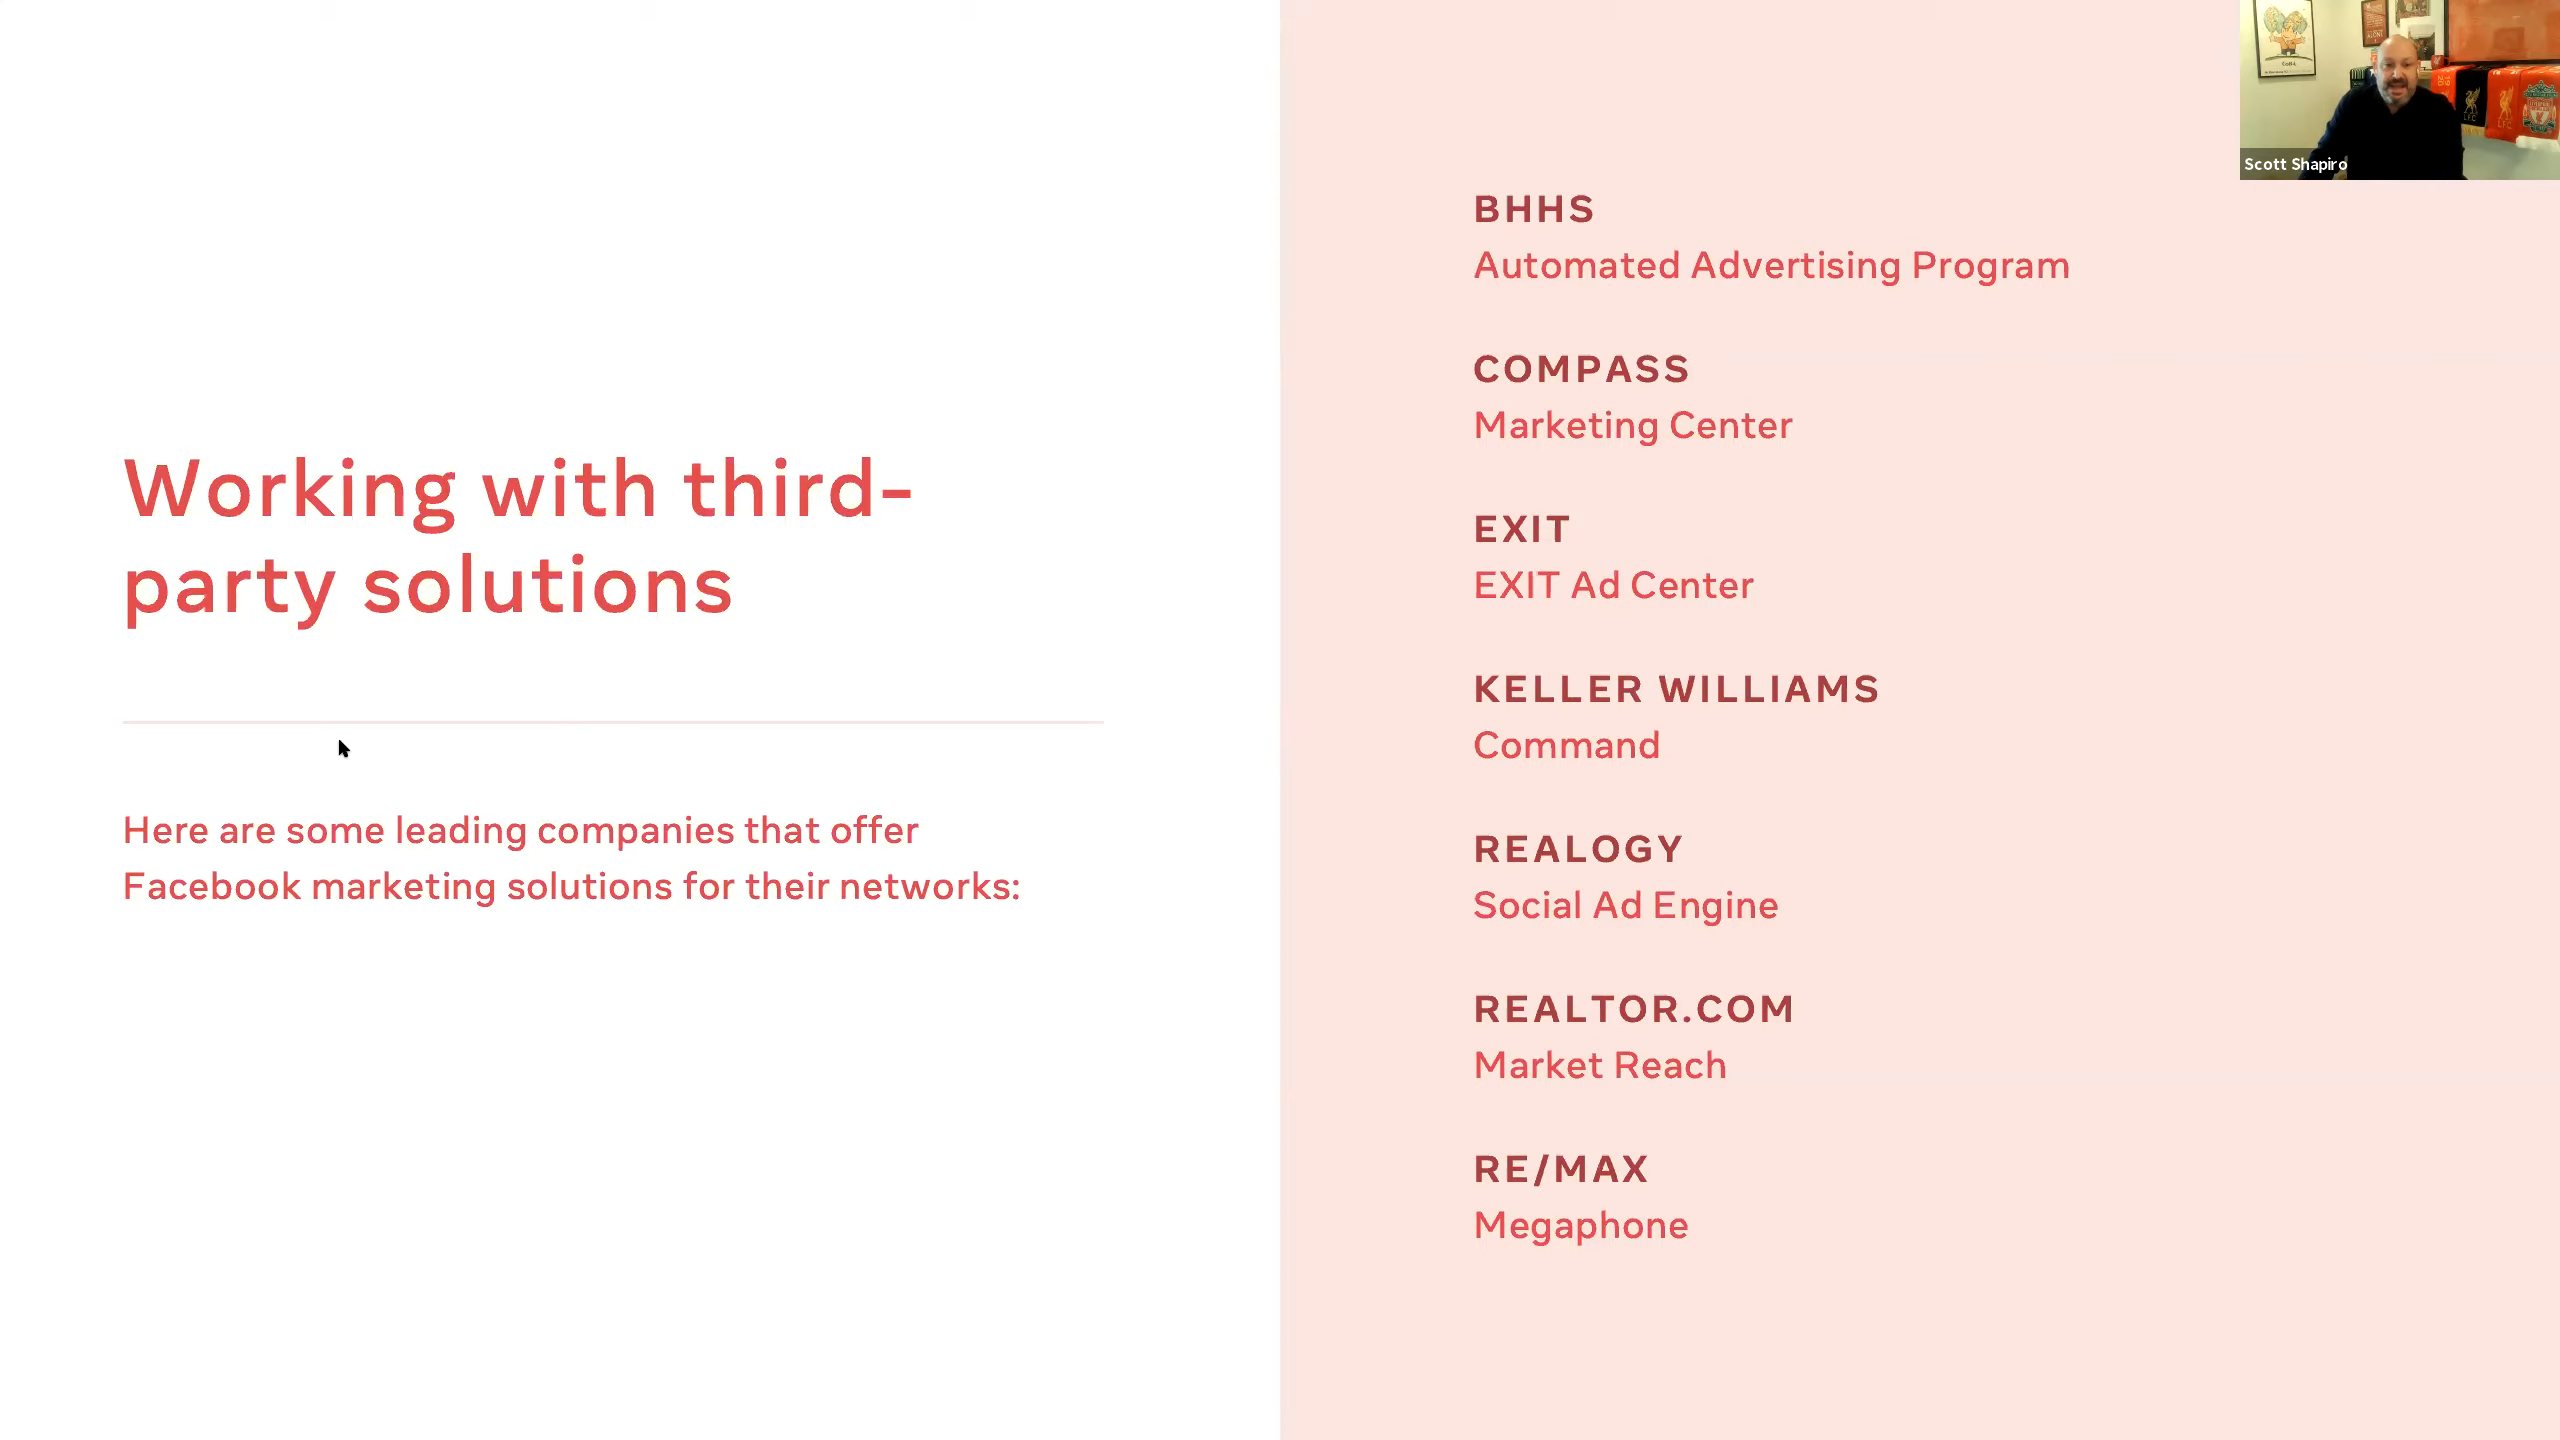 Working with third-
party solutions
Here are some leading companies that offer
Facebook marketing solutions for their networks:
BHHS
Automated Advertising Program
COMPASS
Marketing Center
EXIT
EXIT Ad Center
KELLER WILLIAMS
Command
REALOGY
Social Ad Engine
REALTOR.COM
Market Reach
RE/MAX
Megaphone
Scott Shapiro
LFC
LFC